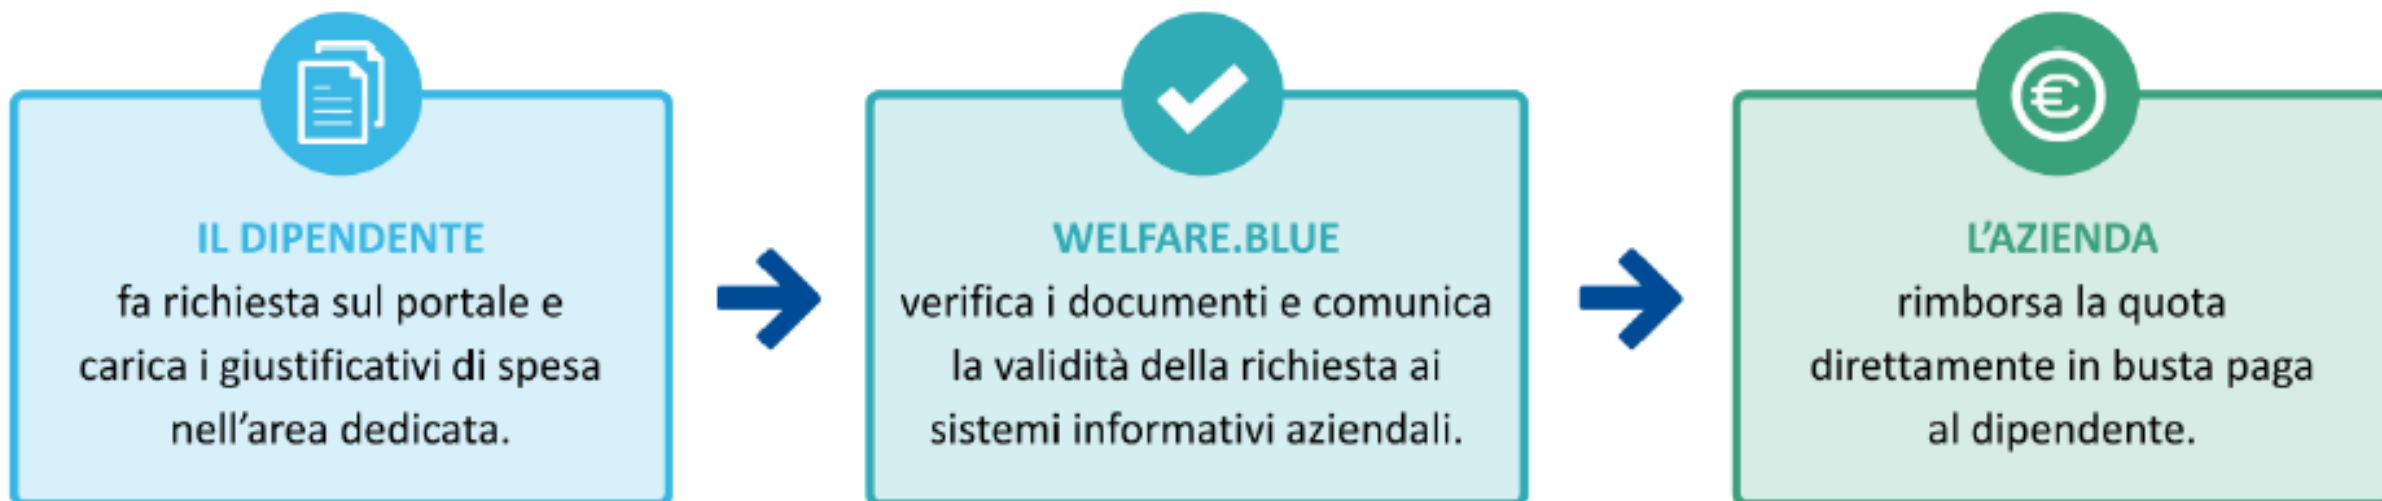 IL DIPENDENTE
fa richiesta sul portale e
carica i giustificativi di spesa
nell’area dedicata.
WELFARE.BLUE
verifica i documenti e comunica
la validità della richiesta ai
sistemi informativi aziendali.
L’AZIENDA
rimborsa la quota
direttamente in busta paga
al dipendente.